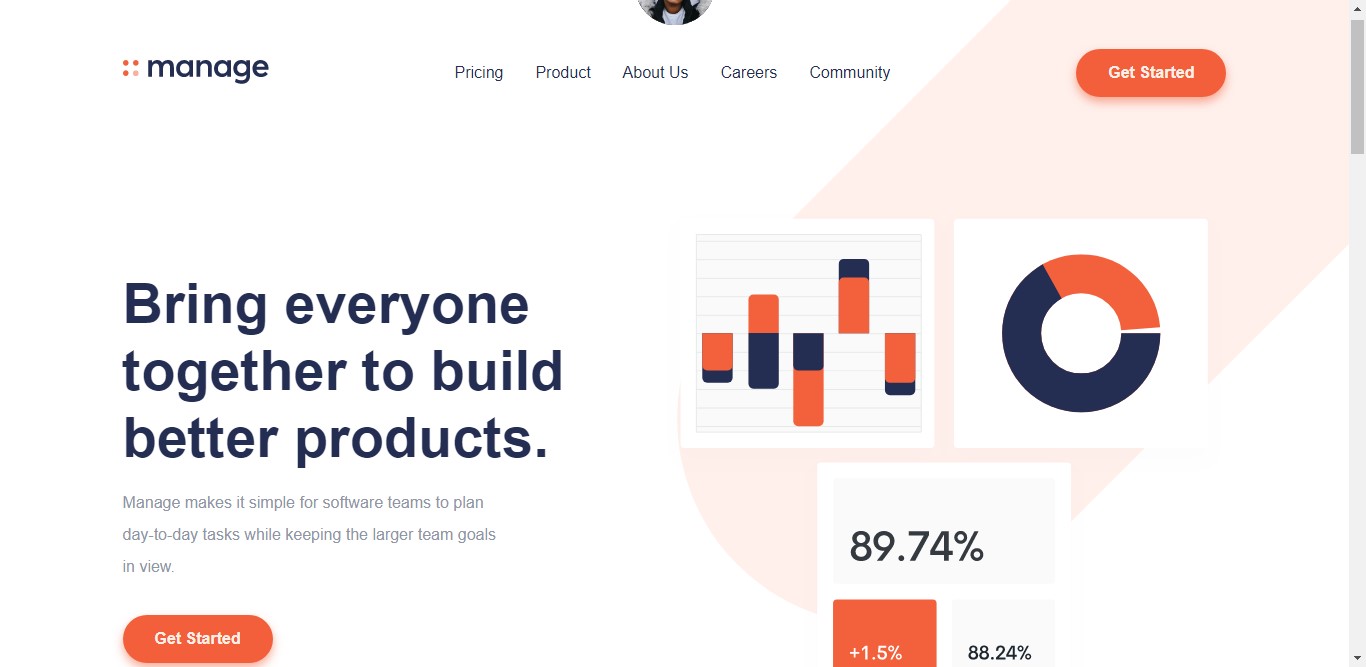 manage
Pricing
Product
About Us
Careers
Community
Get Started
Bring everyone
together to build
better products.
Manage makes it simple for software teams to plan
day-to-day tasks while keeping the larger team goals
in view.
Get Started
89.74%
+1.5%
88.24%